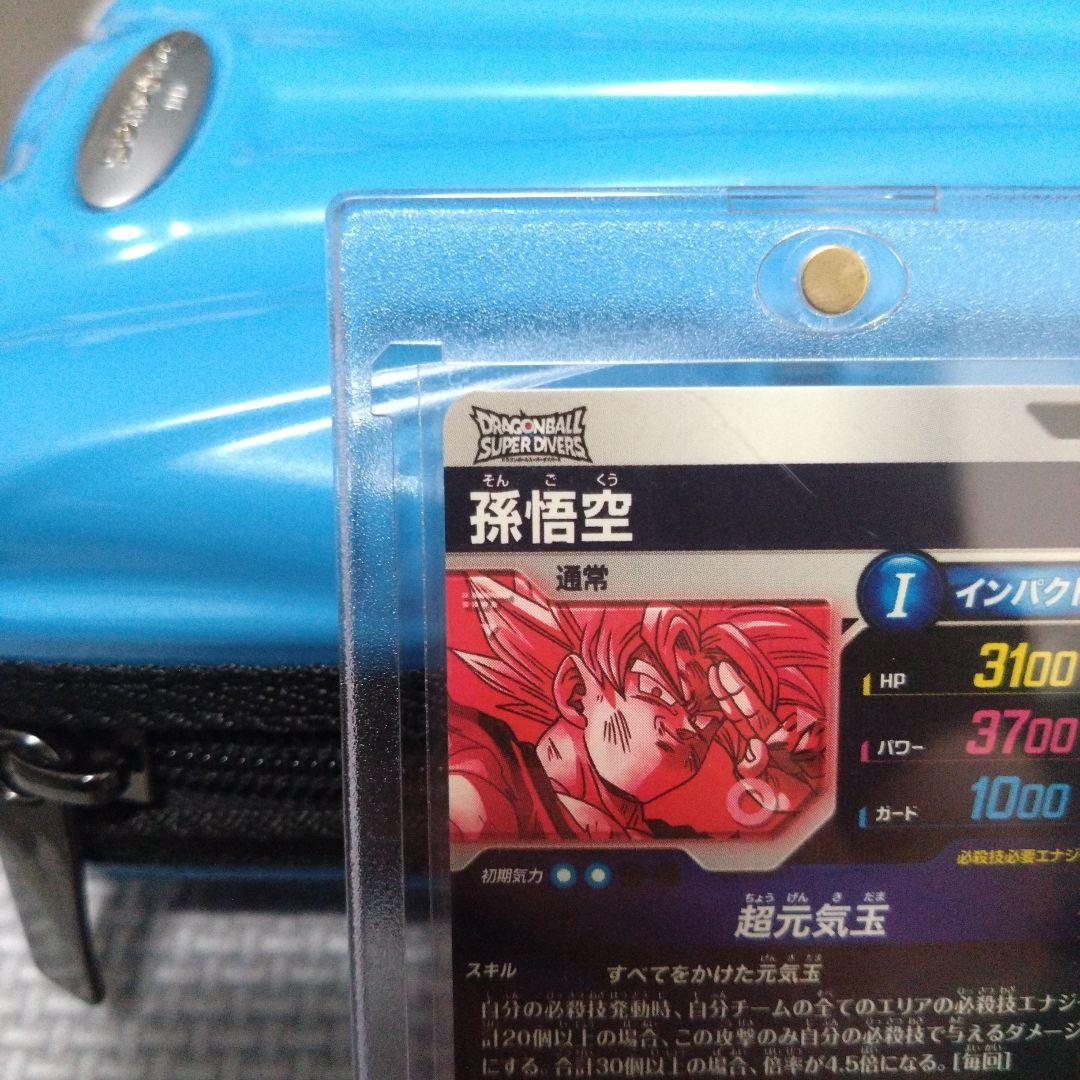 DRAGONBALL
SUPER DIVERS
そん ご くう
孫悟空
通常
I インパクト
HP 3100
パワー 3700
ガード 1000
必殺技必要エナジ
初期気力
ちょう げん き だま
超元気玉
スキル すべてをかけた元気玉
自分の必殺技発動時、自分チームの全てのエリアの必殺技エナジー
計20個以上の場合、この攻撃のみ自分の必殺技で与えるダメージ
にする。合計30個以上の場合、倍率が4.5倍になる。[毎回]